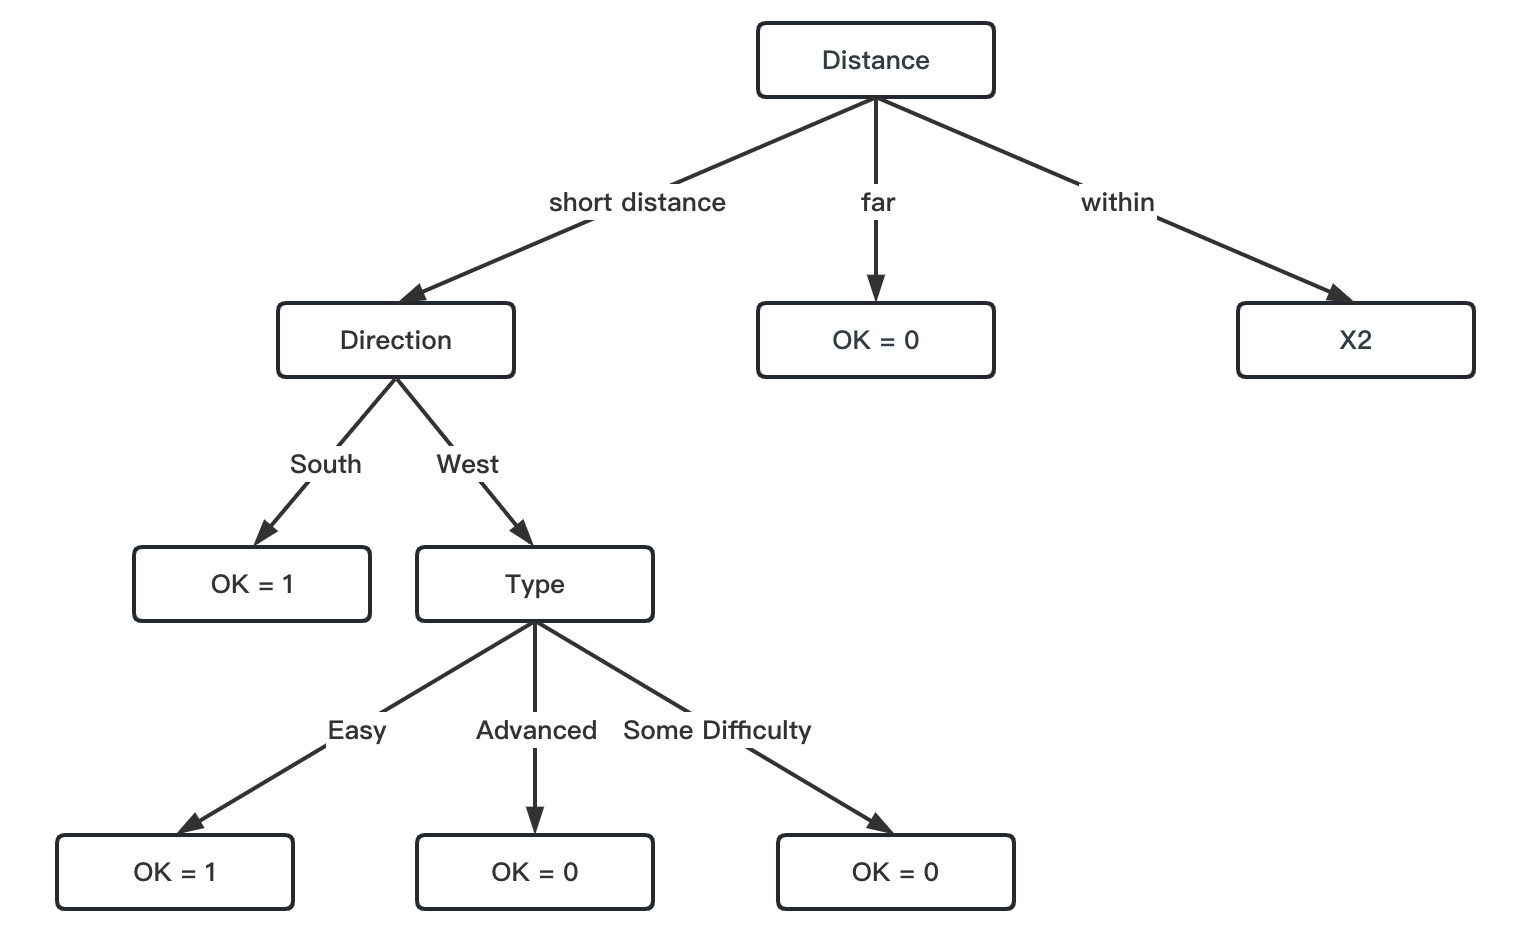 Distance
short distance
far
within
Direction
OK = 0
X2
South
West
OK = 1
Type
Easy
Advanced
Some Difficulty
OK = 1
OK = 0
OK = 0